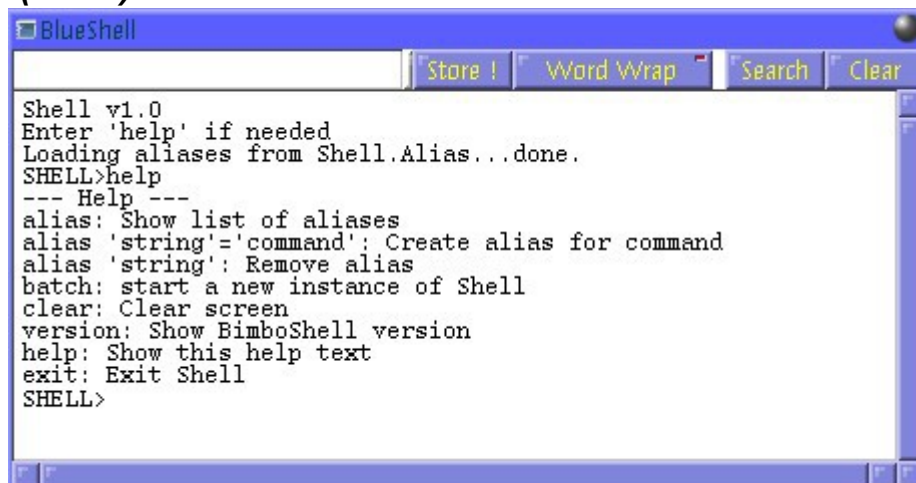 BlueShell
Store ! Word Wrap Search Clear
Shell v1.0
Enter 'help' if needed
Loading aliases from Shell.Alias...done.
SHELL>help
--- Help ---
alias: Show list of aliases
alias 'string'='command': Create alias for command
alias 'string': Remove alias
batch: start a new instance of Shell
clear: Clear screen
version: Show BimboShell version
help: Show this help text
exit: Exit Shell
SHELL>